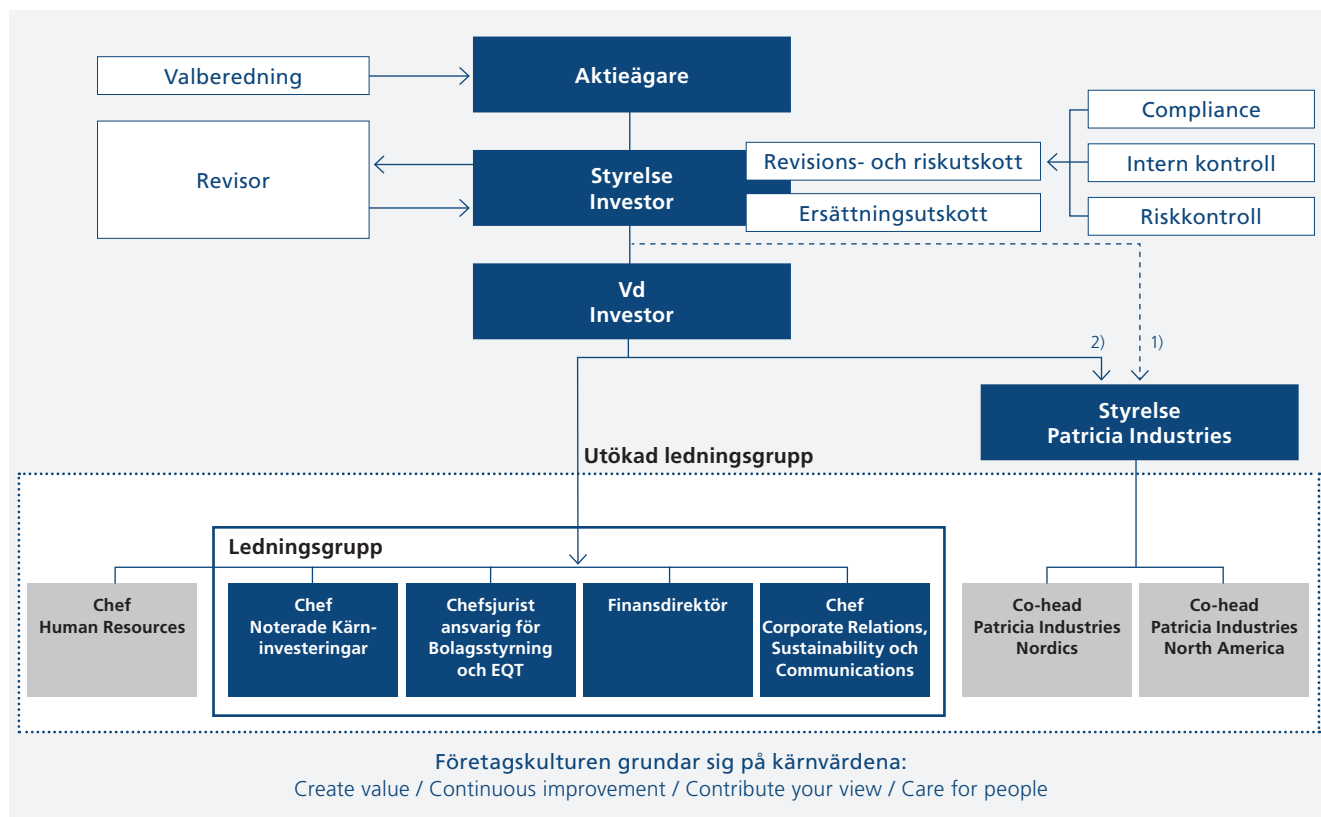 Valberedning
Aktieägare
Revisor
Styrelse
Investor
Revisions- och riskutskott
Ersättningsutskott
Compliance
Intern kontroll
Riskkontroll
Vd
Investor
2)
1)
Styrelse
Patricia Industries
Utökad ledningsgrupp
Ledningsgrupp
Chef
Human Resources
Chef
Noterade Kärn-
investeringar
Chefsjurist
ansvarig för
Bolagsstyrning
och EQT
Finansdirektör
Chef
Corporate Relations,
Sustainability och
Communications
Co-head
Patricia Industries
Nordics
Co-head
Patricia Industries
North America
Företagskulturen grundar sig på kärnvärdena:
Create value / Continuous improvement / Contribute your view / Care for people